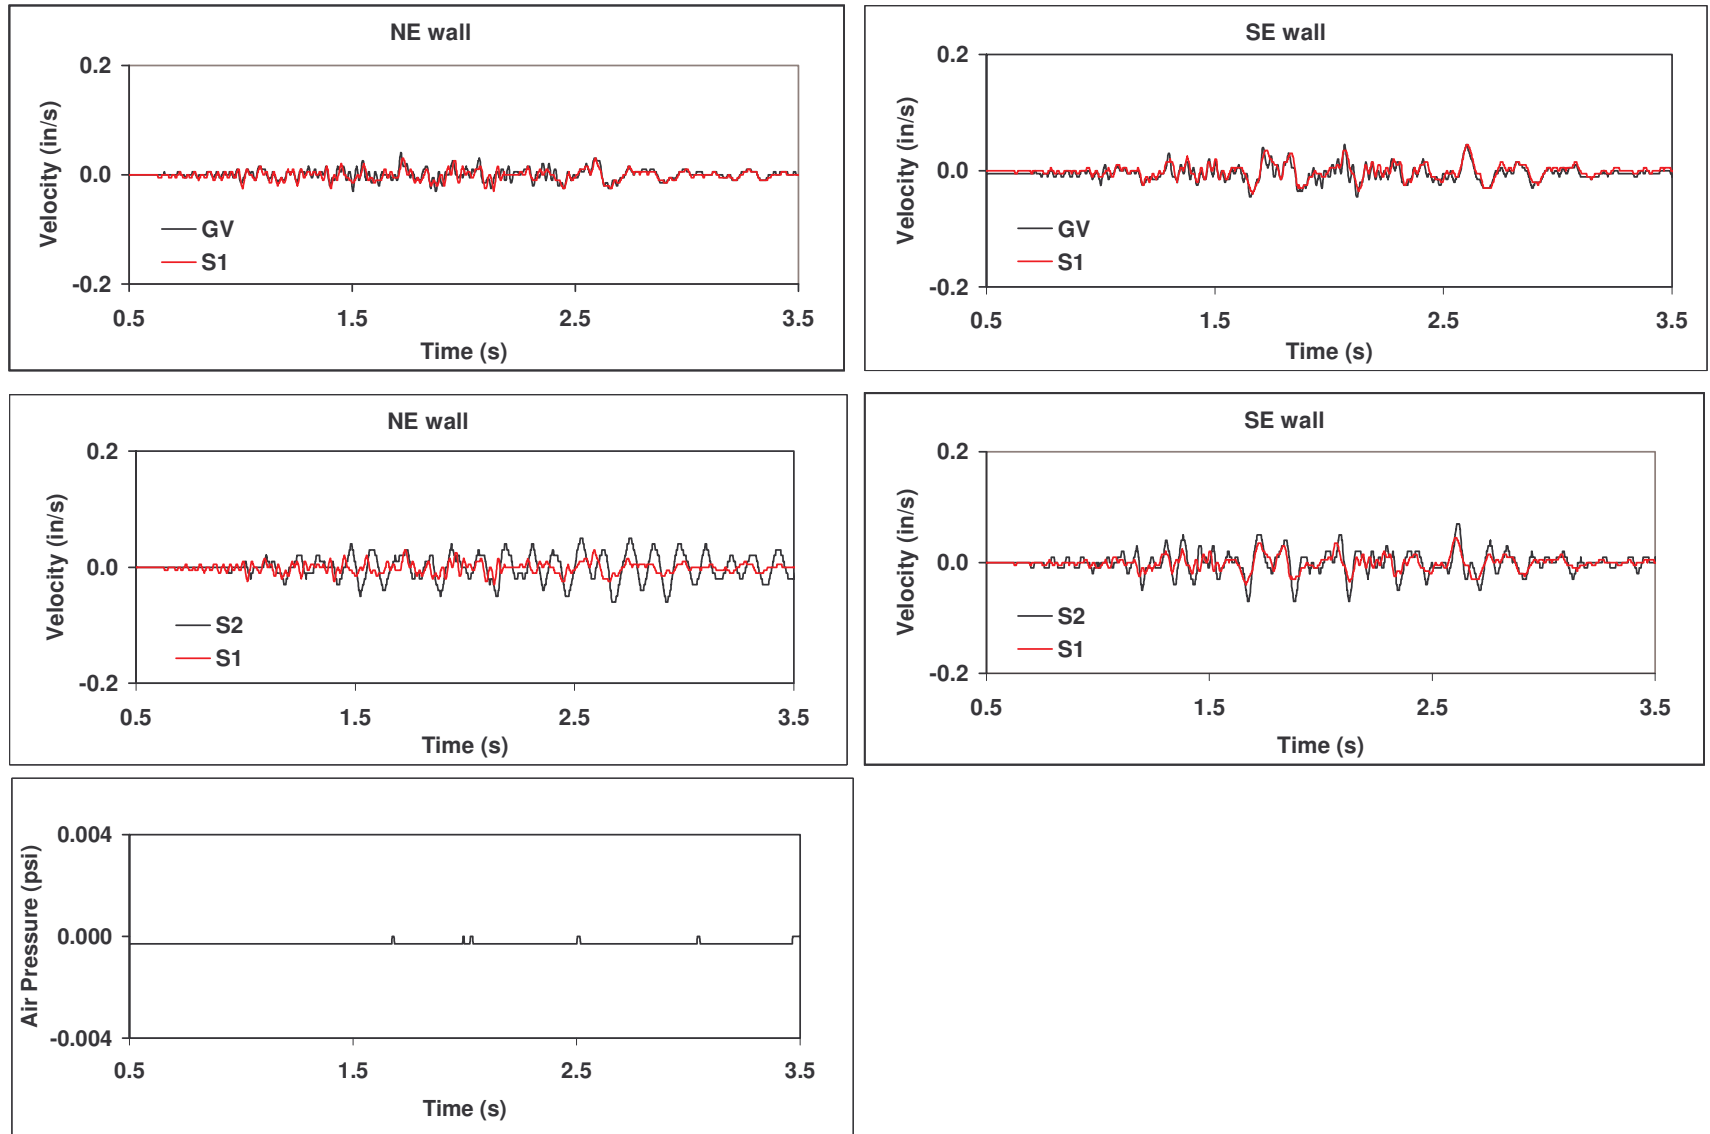 NE wall
0.2
0.0
-0.2
Velocity (in/s)
GV
S1
0.5 1.5 2.5 3.5
Time (s)
SE wall
0.2
0.0
-0.2
Velocity (in/s)
GV
S1
0.5 1.5 2.5 3.5
Time (s)
NE wall
0.2
0.0
-0.2
Velocity (in/s)
S2
S1
0.5 1.5 2.5 3.5
Time (s)
SE wall
0.2
0.0
-0.2
Velocity (in/s)
S2
S1
0.5 1.5 2.5 3.5
Time (s)
0.004
0.000
-0.004
Air Pressure (psi)
0.5 1.5 2.5 3.5
Time (s)